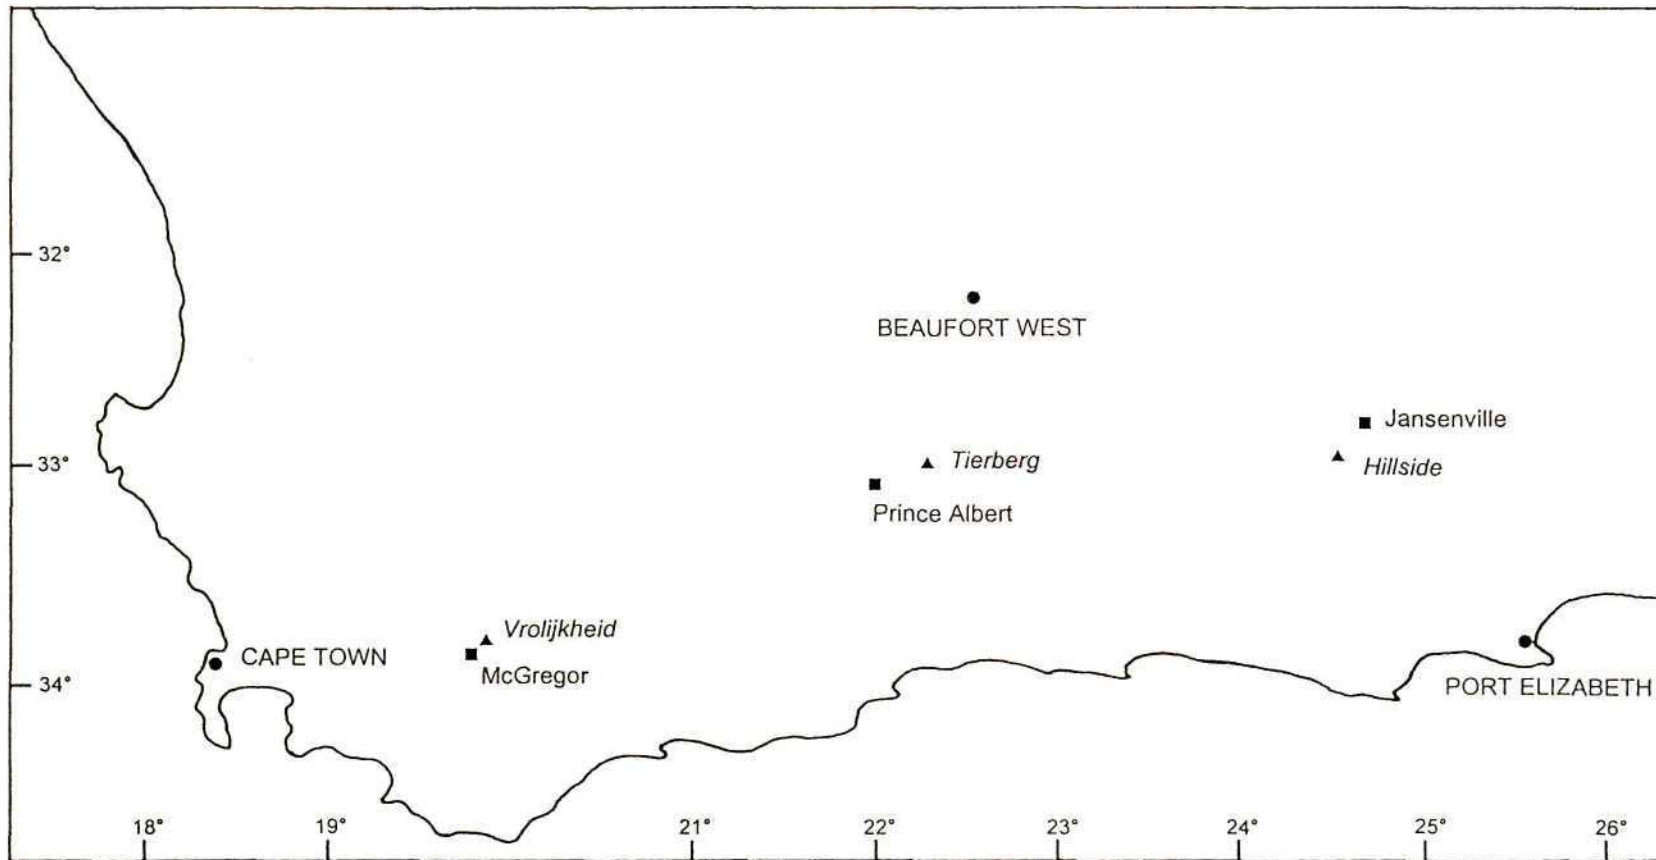 32°
BEAUFORT WEST
Jansenville
33°
Tierberg
Hillside
Prince Albert
Vrolijkheid
CAPE TOWN
McGregor
34°
PORT ELIZABETH
18°
19°
21°
22°
23°
24°
25°
26°